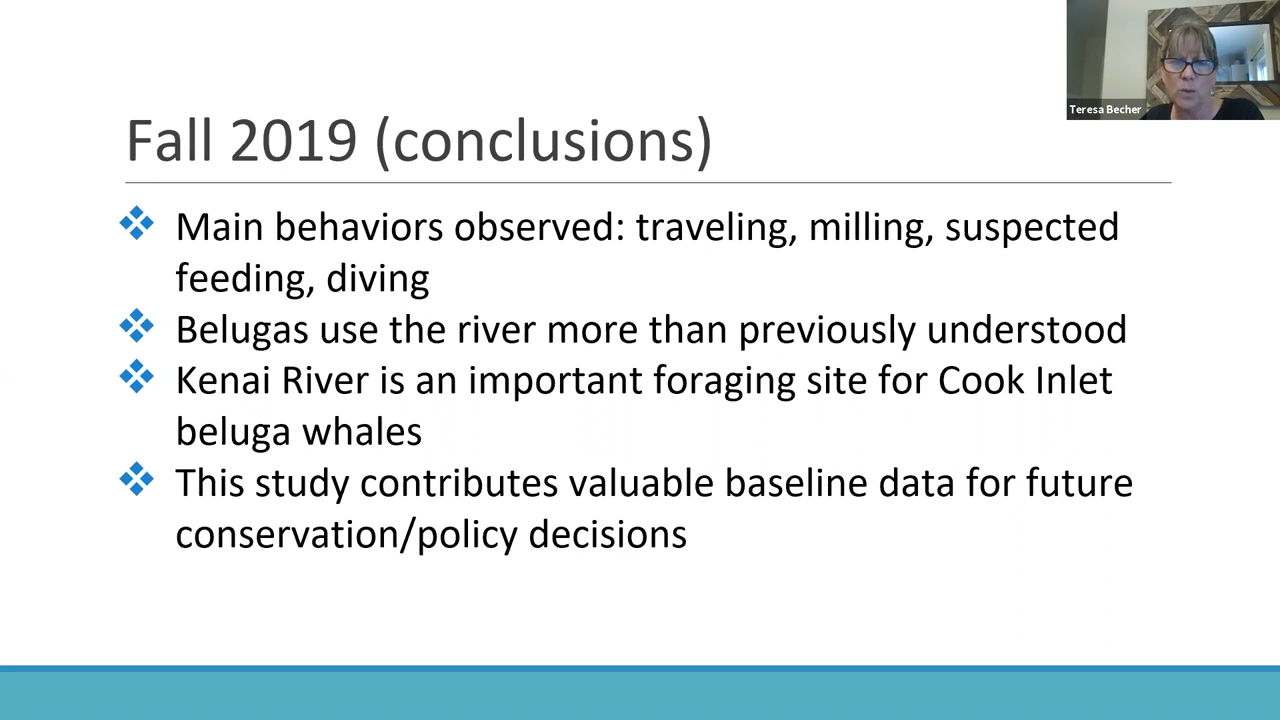 Teresa Becher
Fall 2019 (conclusions)
Main behaviors observed: traveling, milling, suspected
feeding, diving
Belugas use the river more than previously understood
Kenai River is an important foraging site for Cook Inlet
beluga whales
This study contributes valuable baseline data for future
conservation/policy decisions